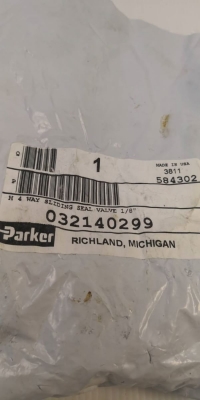 1
MADE IN USA
3811
584302
H 4 WAY SLIDING SEAL VALVE 1/8"
032140299
Parker
RICHLAND, MICHIGAN